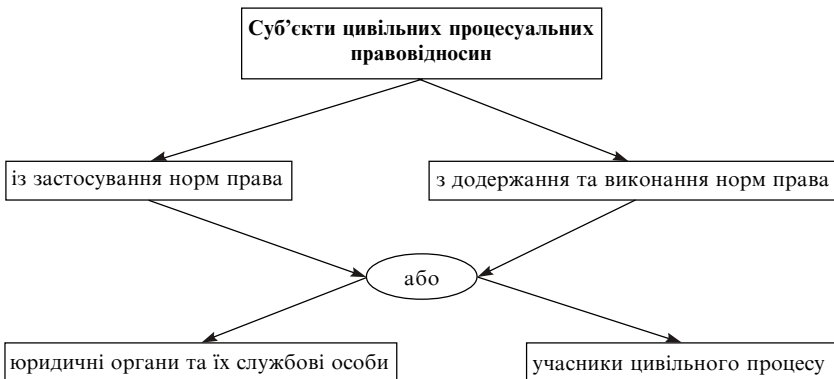 Суб’єкти цивільних процесуальних
правовідносин
із застосування норм права
з додержання та виконання норм права
або
юридичні органи та їх службові особи
учасники цивільного процесу